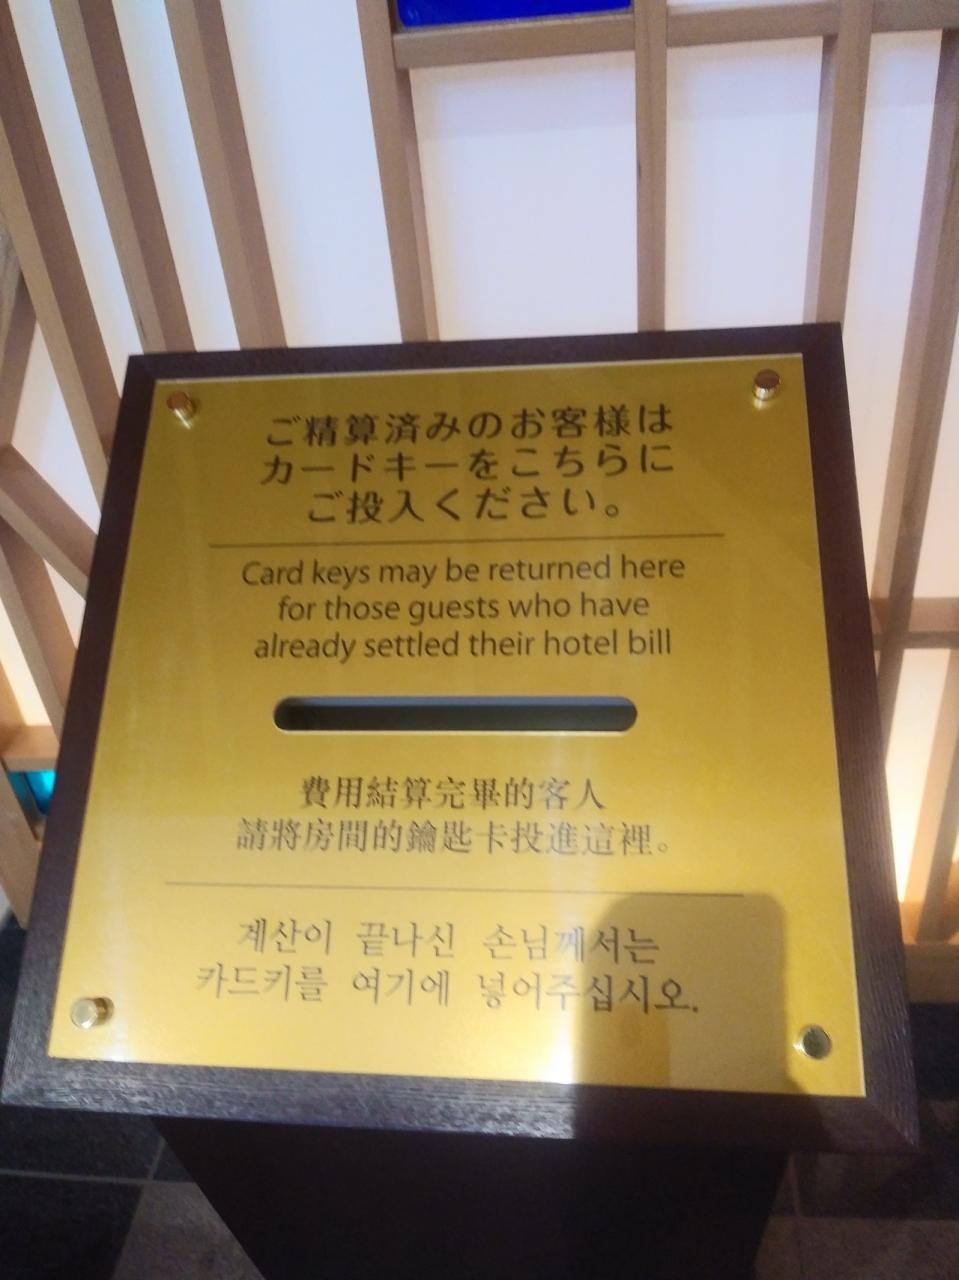 ご精算済みのお客様は
カードキーをこちらに
ご投入ください。
Card keys may be returned here
for those guests who have
already settled their hotel bill
費用結算完畢的客人
請將房間的鑰匙卡投進這裡。
계산이 끝나신 손님께서는
카드키를 여기에 넣어주십시오.